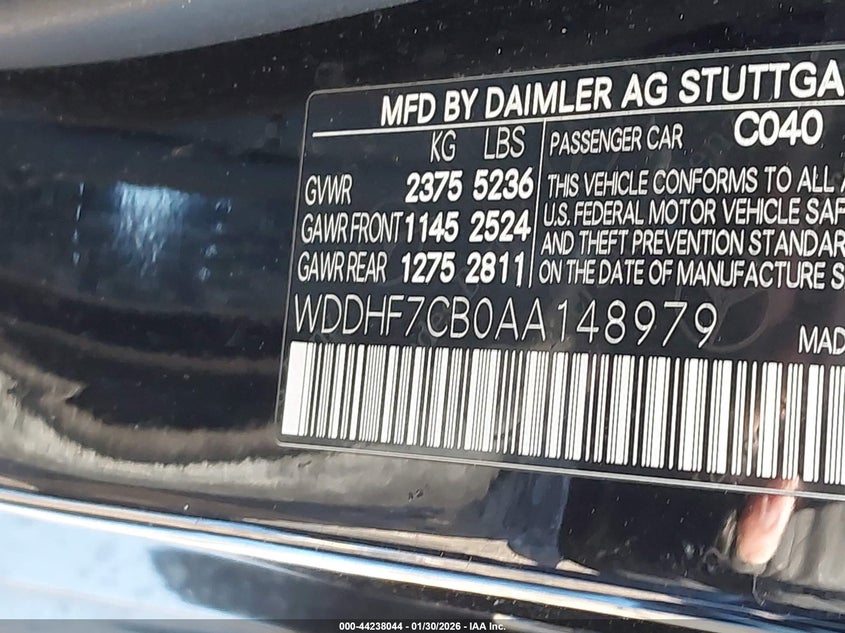 MFD BY DAIMLER AG STUTTGA
KG LBS
GVWR 2375 5236
GAWR FRONT 1145 2524
GAWR REAR 1275 2811
PASSENGER CAR C040
THIS VEHICLE CONFORMS TO ALL A
U.S. FEDERAL MOTOR VEHICLE SAF
AND THEFT PREVENTION STANDAR
ON THE DATE OF MANUFACTURE S
WDDHF7CB0AA148979
MAD
000-44238044 - 01/30/2026 - IAA Inc.